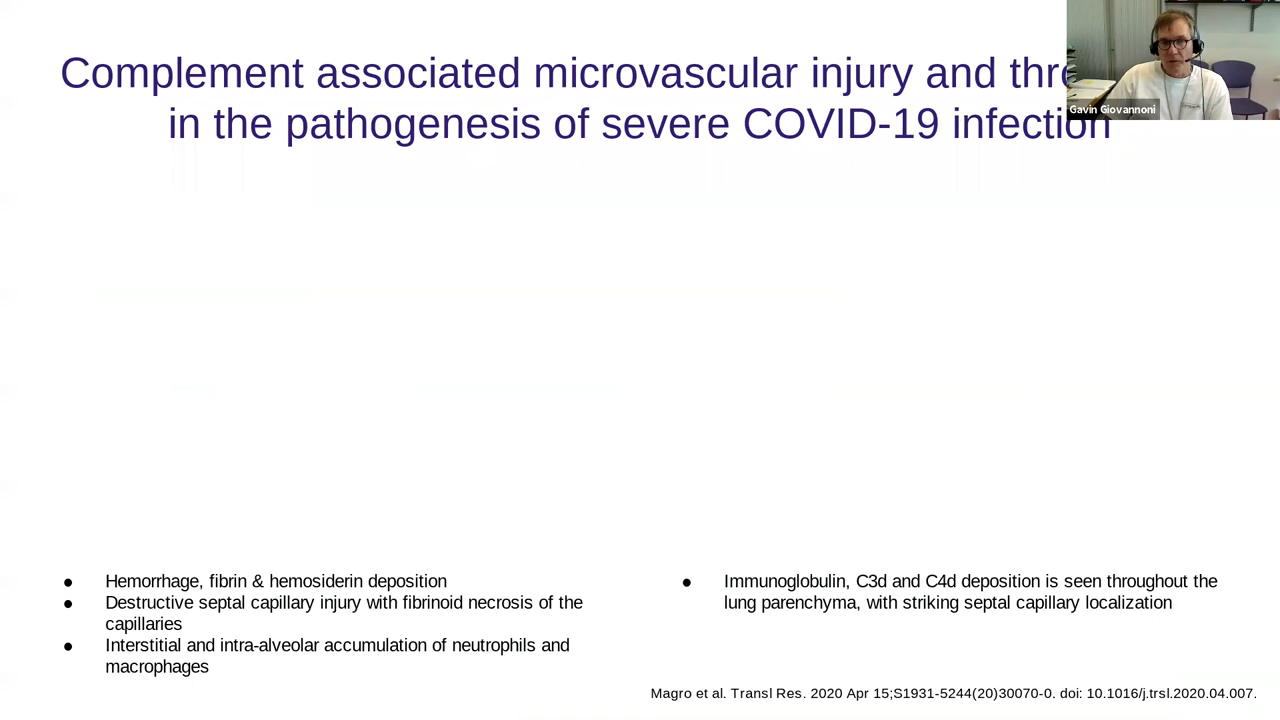 Complement associated microvascular injury and thro
in the pathogenesis of severe COVID-19 infection
Gavin Giovannoni
● Hemorrhage, fibrin & hemosiderin deposition
● Destructive septal capillary injury with fibrinoid necrosis of the
capillaries
● Interstitial and intra-alveolar accumulation of neutrophils and
macrophages
● Immunoglobulin, C3d and C4d deposition is seen throughout the
lung parenchyma, with striking septal capillary localization
Magro et al. Transl Res. 2020 Apr 15;S1931-5244(20)30070-0. doi: 10.1016/j.trsl.2020.04.007.